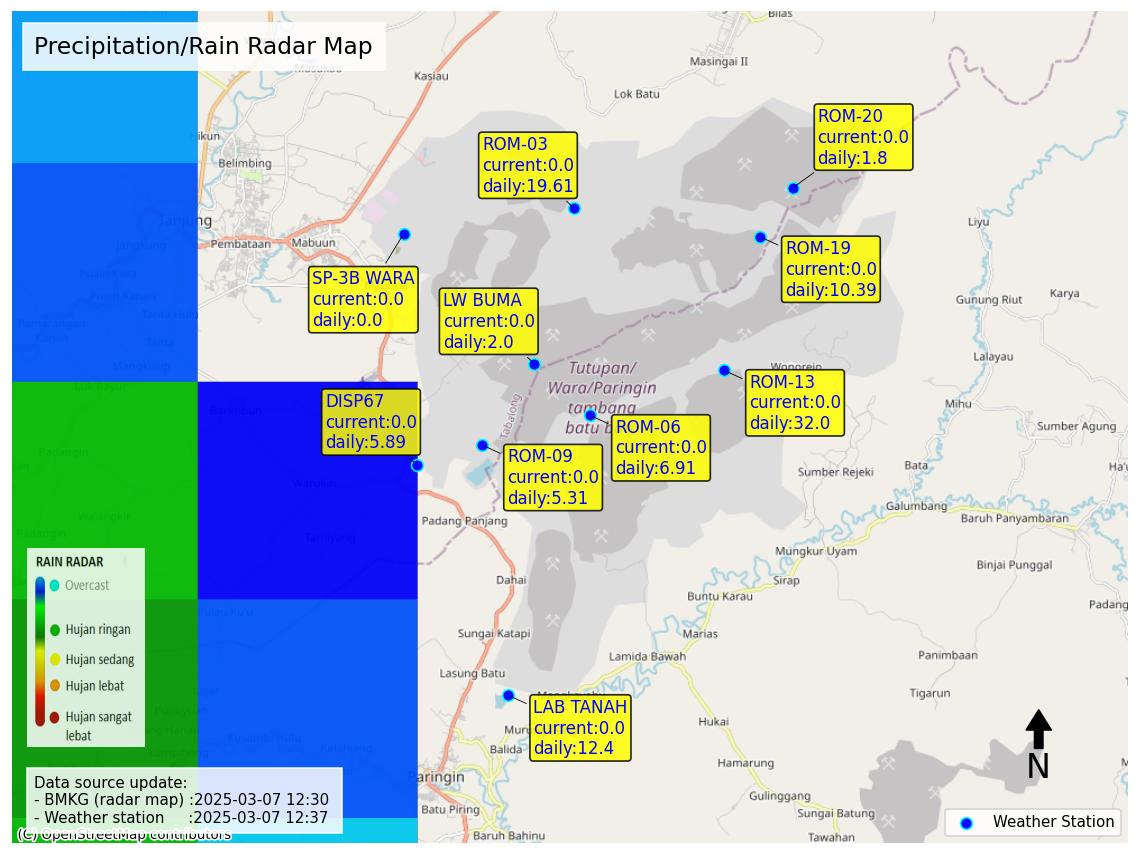 Precipitation/Rain Radar Map
Bilas
Masingai II
Kasiau
Lok Batu
Hikun
Belimbing
Tanjung
Jangkung
Pembataan
Mabuun
Liyu
Gunung Riut
Karya
Lalayau
Wonorejo
Mihu
Sumber Agung
Bata
Sumber Rejeki
Galumbang
Baruh Panyambaran
Mungkur Uyam
Binjai Punggal
Sirap
Buntu Karau
Padang
Marias
Lamida Bawah
Panimbaan
Tigarun
Hukai
Hamarung
Gulinggang
Sungai Batung
Tawahan
Padang Panjang
Dahai
Sungai Katapi
Lasung Batu
Balida
Paringin
Batu Piring
Baruh Bahinu
Tabalong
Tutupan/
Wara/Paringin
tambang
ROM-03
current:0.0
daily:19.61
ROM-20
current:0.0
daily:1.8
ROM-19
current:0.0
daily:10.39
SP-3B WARA
current:0.0
daily:0.0
LW BUMA
current:0.0
daily:2.0
ROM-13
current:0.0
daily:32.0
DISP67
current:0.0
daily:5.89
ROM-06
current:0.0
daily:6.91
ROM-09
current:0.0
daily:5.31
LAB TANAH
current:0.0
daily:12.4
RAIN RADAR
Overcast
Hujan ringan
Hujan sedang
Hujan lebat
Hujan sangat
lebat
Data source update:
- BMKG (radar map) :2025-03-07 12:30
- Weather station :2025-03-07 12:37
(C) OpenStreetMap contributors
N
Weather Station